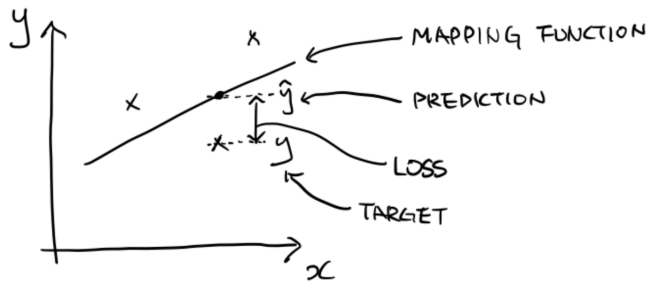 y
MAPPING FUNCTION
ŷ
PREDICTION
y
LOSS
TARGET
x